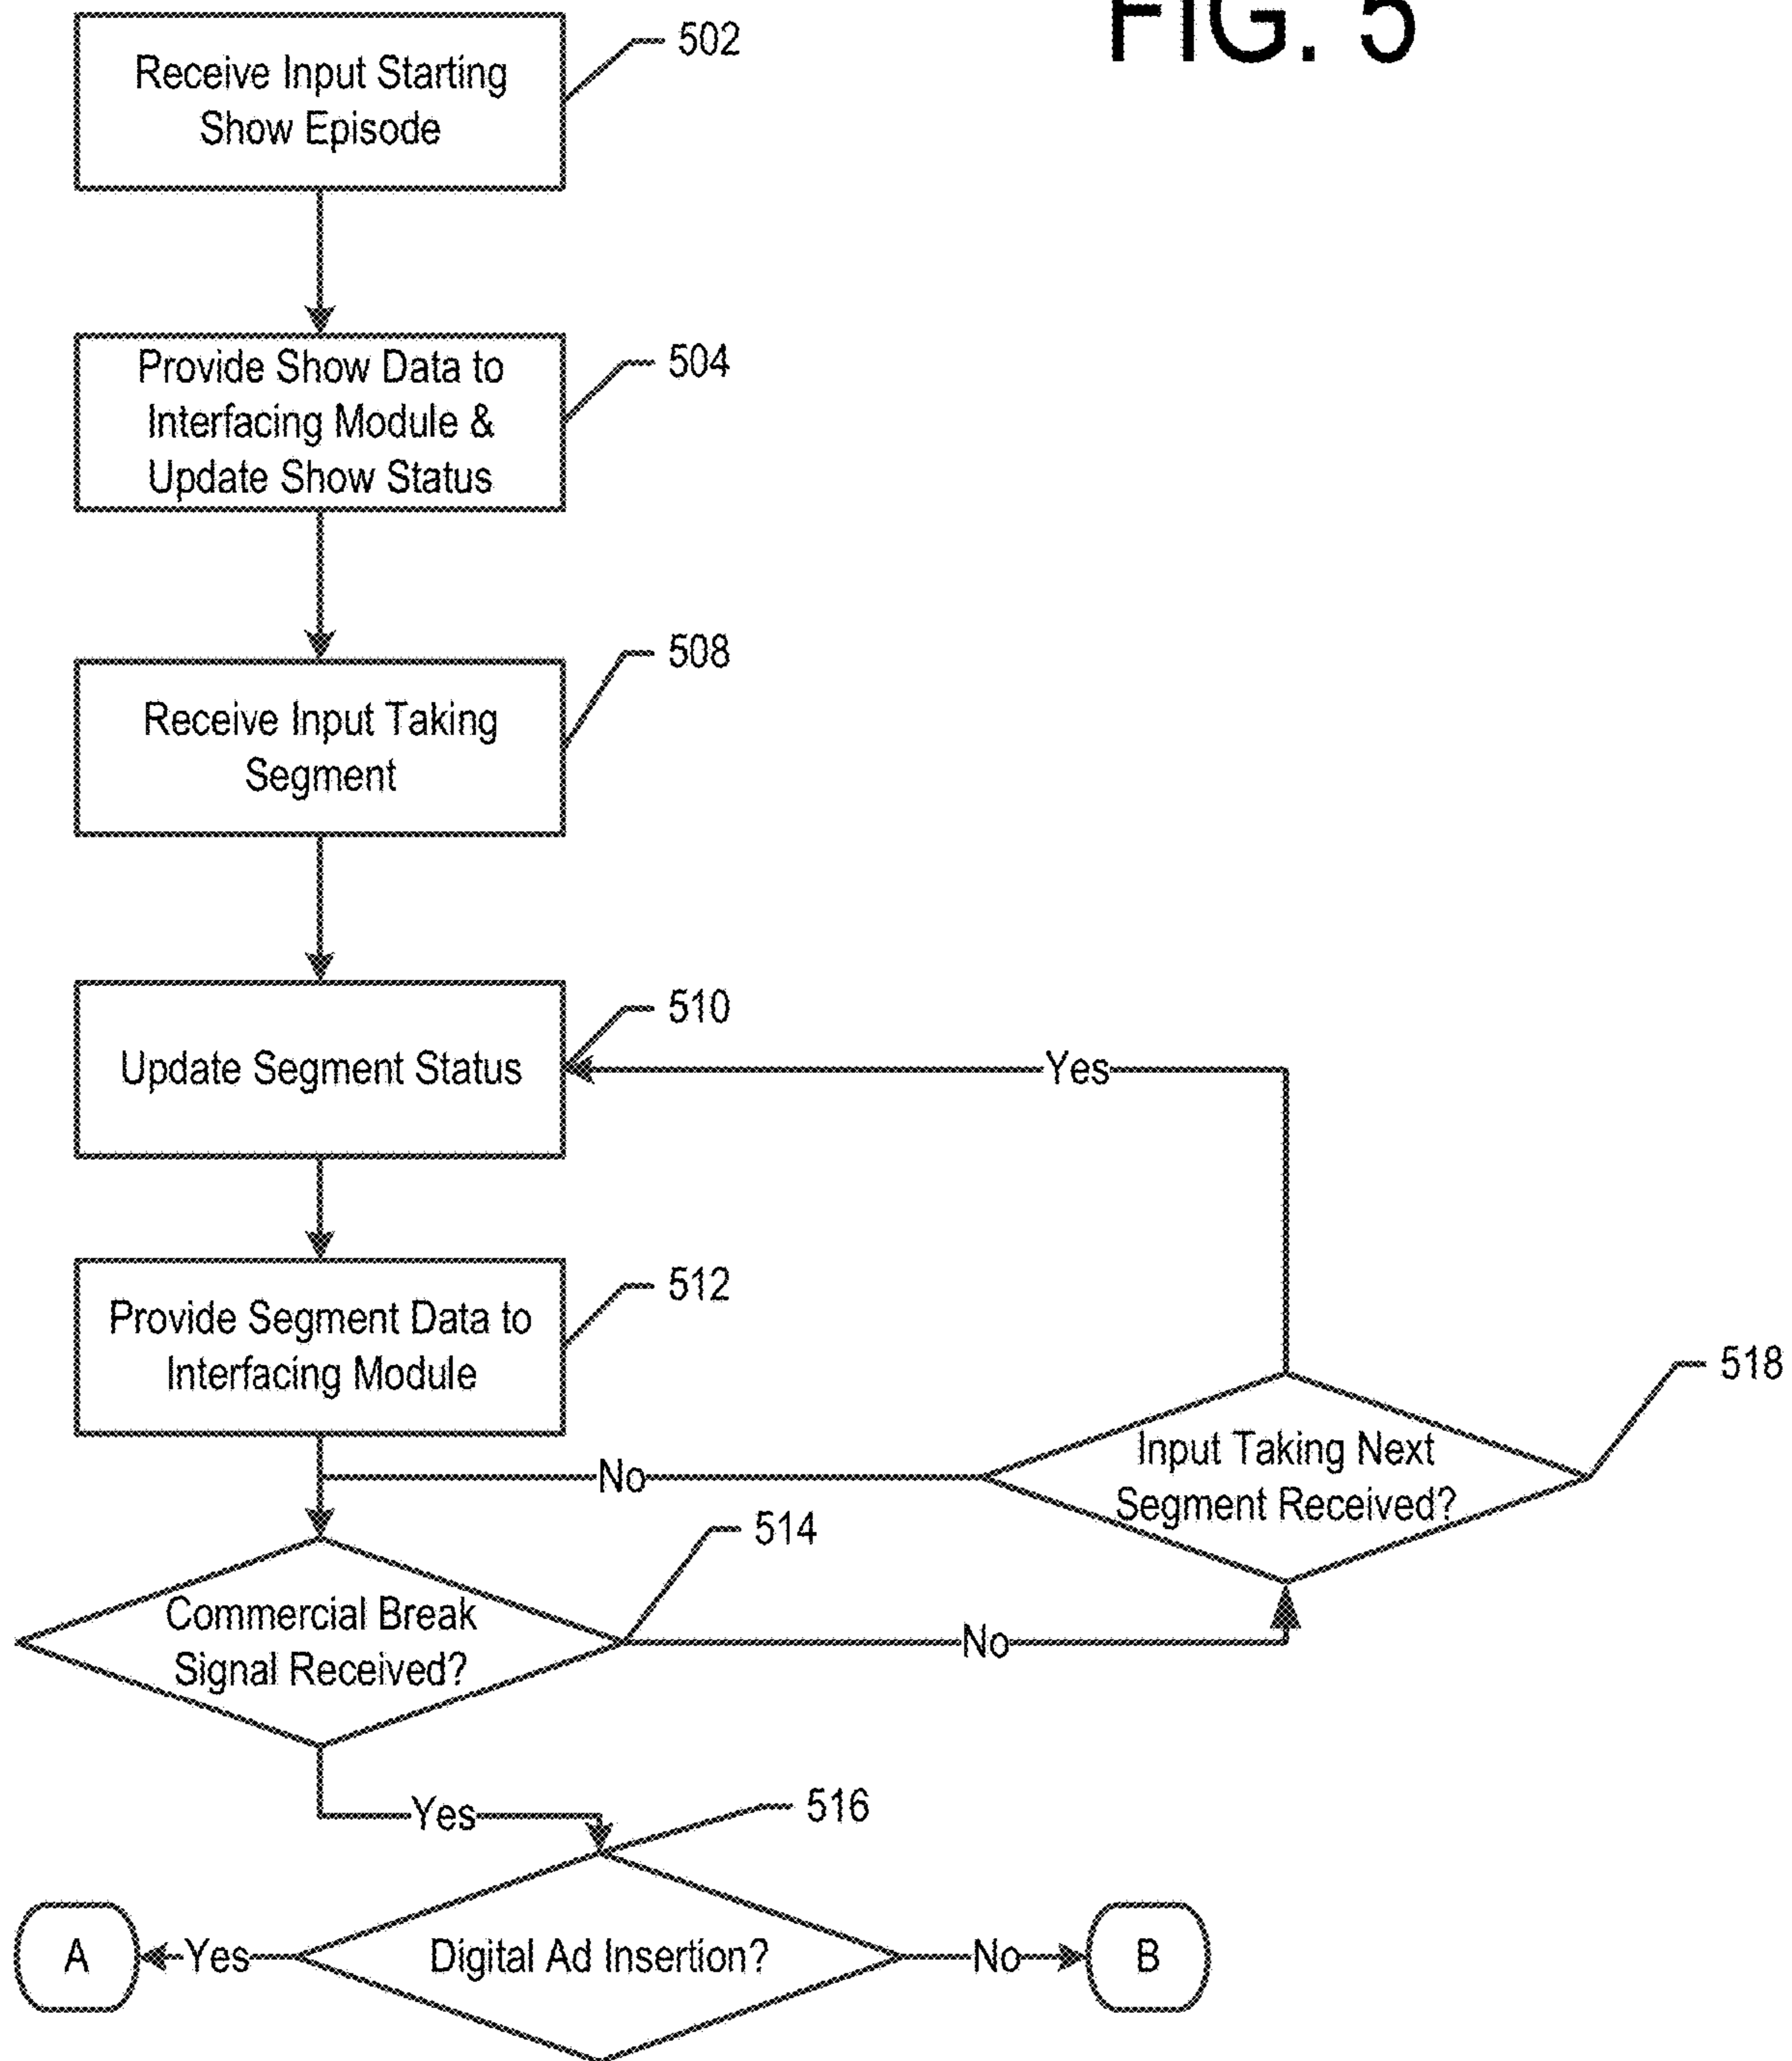 FIG. 5
502
Receive Input Starting
Show Episode
504
Provide Show Data to
Interfacing Module &
Update Show Status
508
Receive Input Taking
Segment
510
Update Segment Status
Yes
512
Provide Segment Data to
Interfacing Module
518
Input Taking Next
Segment Received?
No
514
Commercial Break
Signal Received?
No
Yes
516
A
Yes
Digital Ad Insertion?
No
B